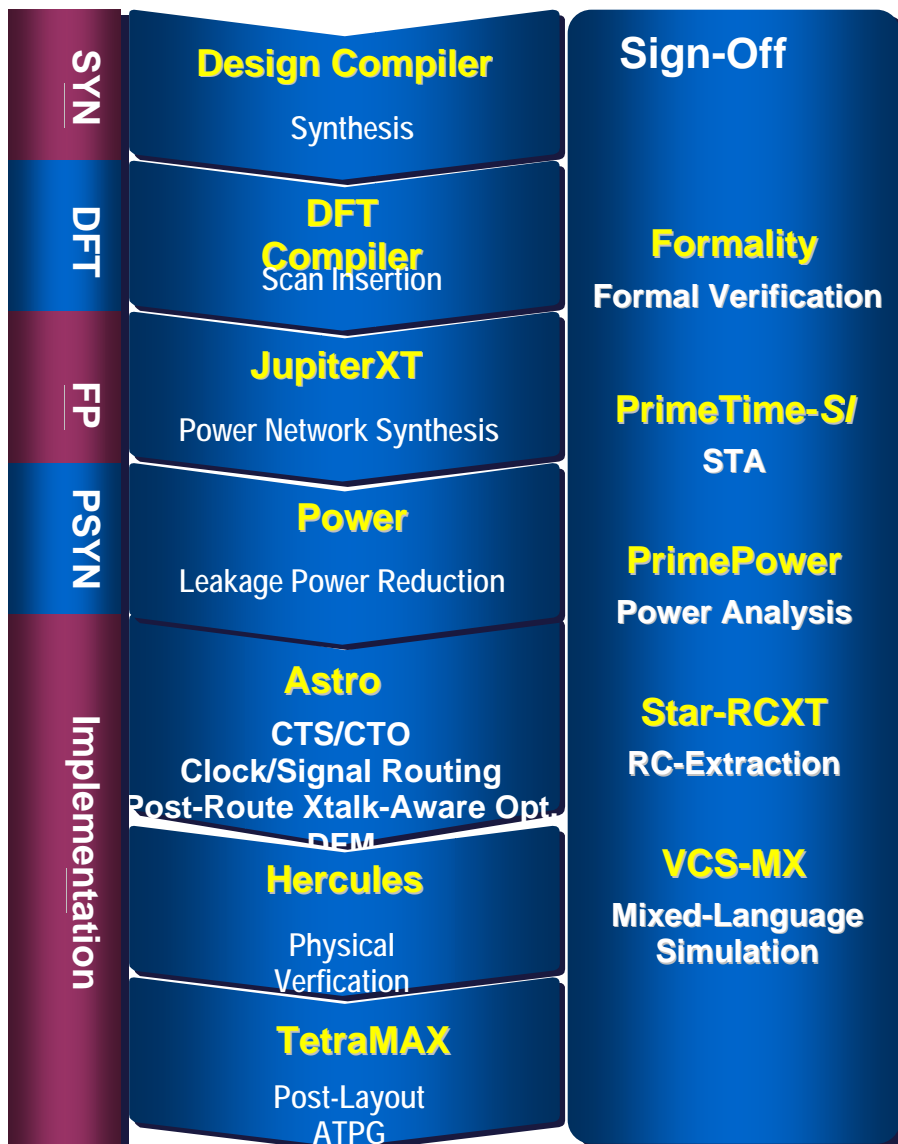 SYN
Design Compiler
Synthesis
DFT
DFT
Compiler
Scan Insertion
FP
JupiterXT
Power Network Synthesis
PSYN
Power
Leakage Power Reduction
Implementation
Astro
CTS/CTO
Clock/Signal Routing
Post-Route Xtalk-Aware Opt.
DFM
Hercules
Physical
Verfication
TetraMAX
Post-Layout
ATPG
Sign-Off
Formality
Formal Verification
PrimeTime-SI
STA
PrimePower
Power Analysis
Star-RCXT
RC-Extraction
VCS-MX
Mixed-Language
Simulation